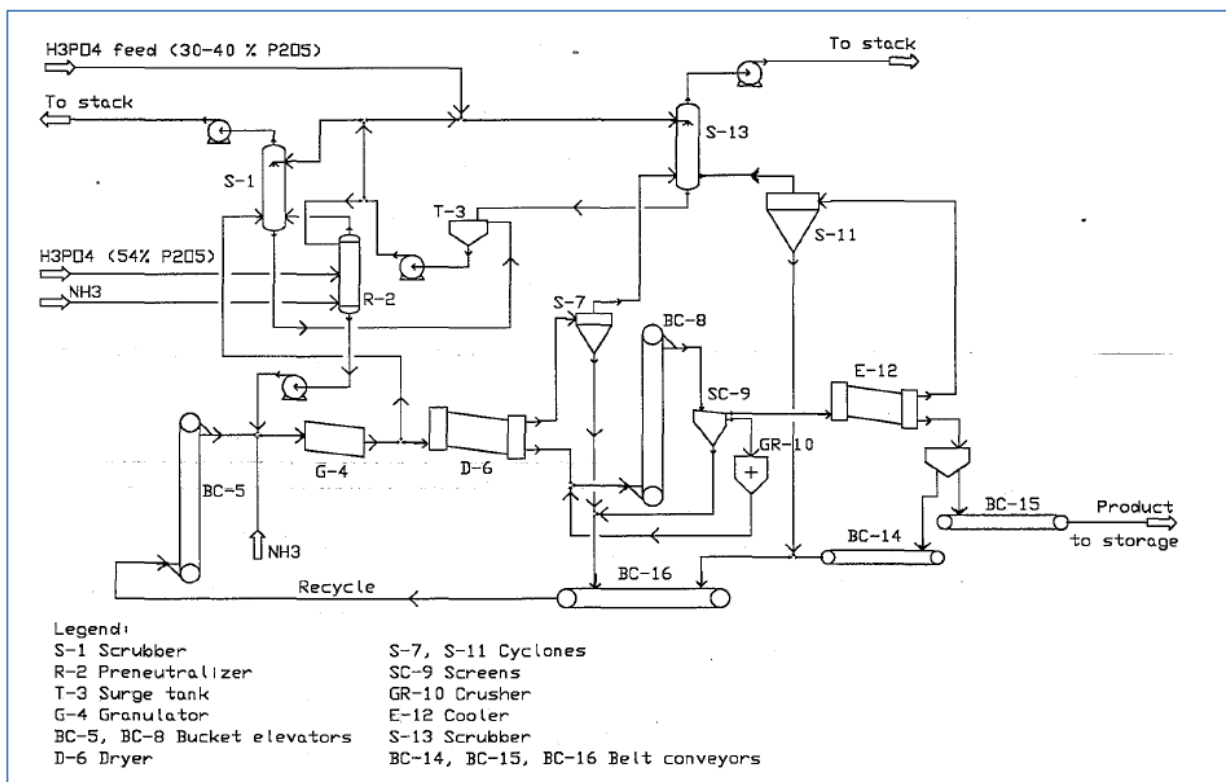 H3PO4 feed (30-40 % P2O5)
To stack
To stack
S-13
S-1
T-3
S-11
H3PO4 (54% P2O5)
NH3
R-2
S-7
BC-8
E-12
SC-9
GR-10
G-4
D-6
BC-5
BC-15
Product
to storage
NH3
BC-14
BC-16
Recycle
Legend:
S-1 Scrubber
R-2 Preneutralizer
T-3 Surge tank
G-4 Granulator
BC-5, BC-8 Bucket elevators
D-6 Dryer
S-7, S-11 Cyclones
SC-9 Screens
GR-10 Crusher
E-12 Cooler
S-13 Scrubber
BC-14, BC-15, BC-16 Belt conveyors